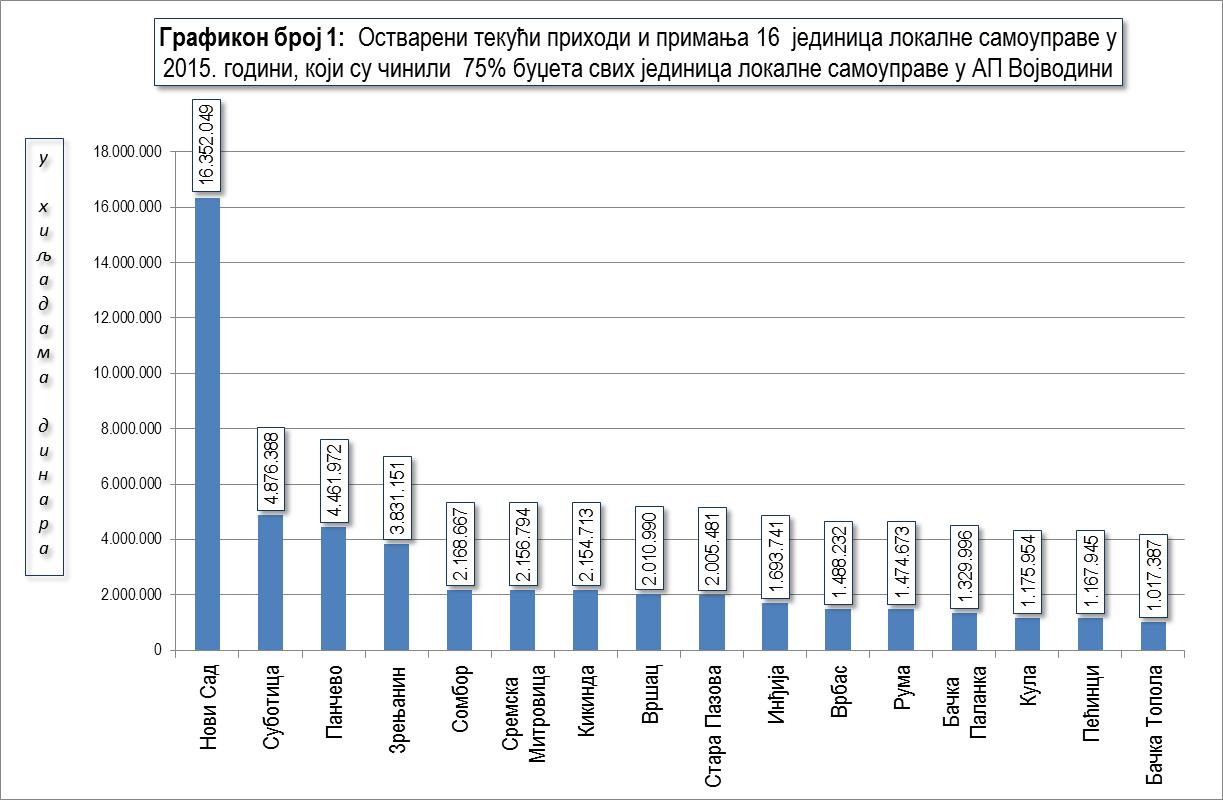 Графикон број 1: Остварени текући приходи и примања 16 јединица локалне самоуправе у
2015. години, који су чинили 75% буџета свих јединица локалне самоуправе у АП Војводини
у хиљадама динара
18.000.000
16.000.000
14.000.000
12.000.000
10.000.000
8.000.000
6.000.000
4.000.000
2.000.000
0
16.352.049
4.876.388
4.461.972
3.831.151
2.168.667
2.156.794
2.154.713
2.010.990
2.005.481
1.693.741
1.488.232
1.474.673
1.329.996
1.175.954
1.167.945
1.017.387
Нови Сад
Суботица
Панчево
Зрењанин
Сомбор
Сремска
Митровица
Кикинда
Вршац
Стара Пазова
Инђија
Врбас
Рума
Бачка
Паланка
Кула
Пећинци
Бачка Топола